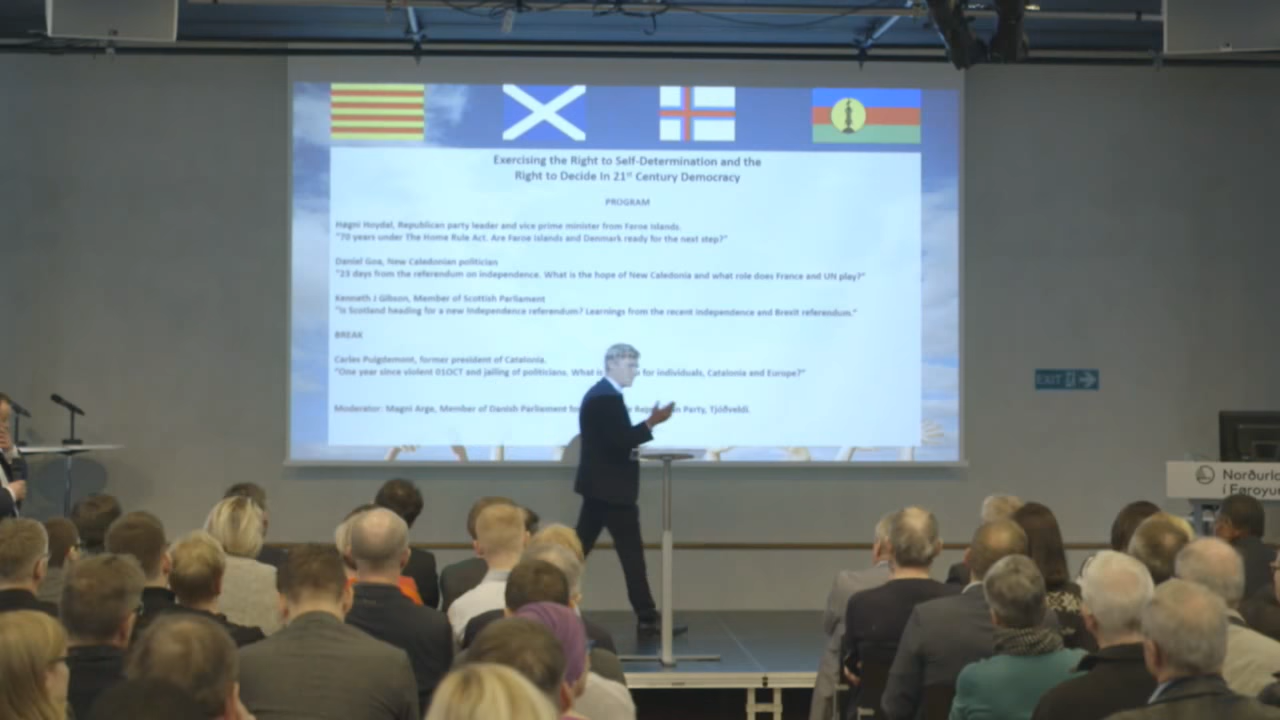 Exercising the Right to Self-Determination and the
Right to Decide In 21st Century Democracy
PROGRAM
Høgni Hoydal, Republican party leader and vice prime minister from Faroe Islands.
"70 years under The Home Rule Act. Are Faroe Islands and Denmark ready for the next step?"
Daniel Goa, New Caledonian politician
"23 days from the referendum on independence. What is the hope of New Caledonia and what role does France and UN play?"
Kenneth J Gibson, Member of Scottish Parliament
"Is Scotland heading for a new Independence referendum? Learnings from the recent independence and Brexit referendum."
BREAK
Carles Puigdemont, former president of Catalonia.
"One year since violent 01OCT and jailing of politicians. What is for individuals, Catalonia and Europe?"
Moderator: Magni Arge, Member of Danish Parliament Party, Tjóðveldi.
EXIT
Norðurlo
í Føroyu